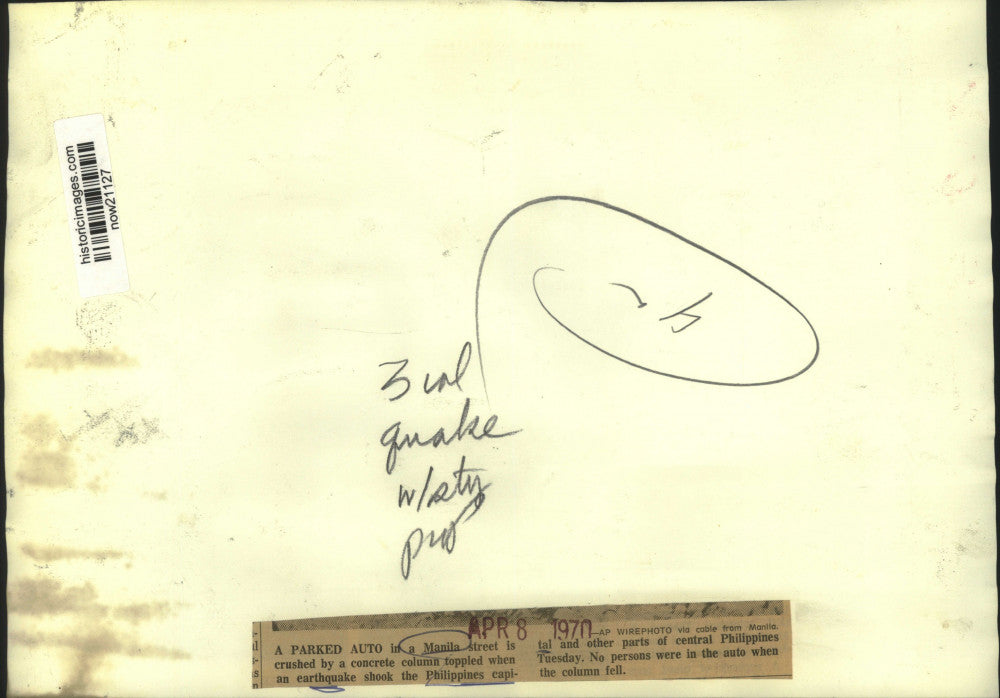 historicimages.com
now21127
3 col
quake
w/sty
APR 8 1970
—AP WIREPHOTO via cable from Manila.
A PARKED AUTO in a Manila street is
crushed by a concrete column toppled when
an earthquake shook the Philippines capi-
tal and other parts of central Philippines
Tuesday. No persons were in the auto when
the column fell.